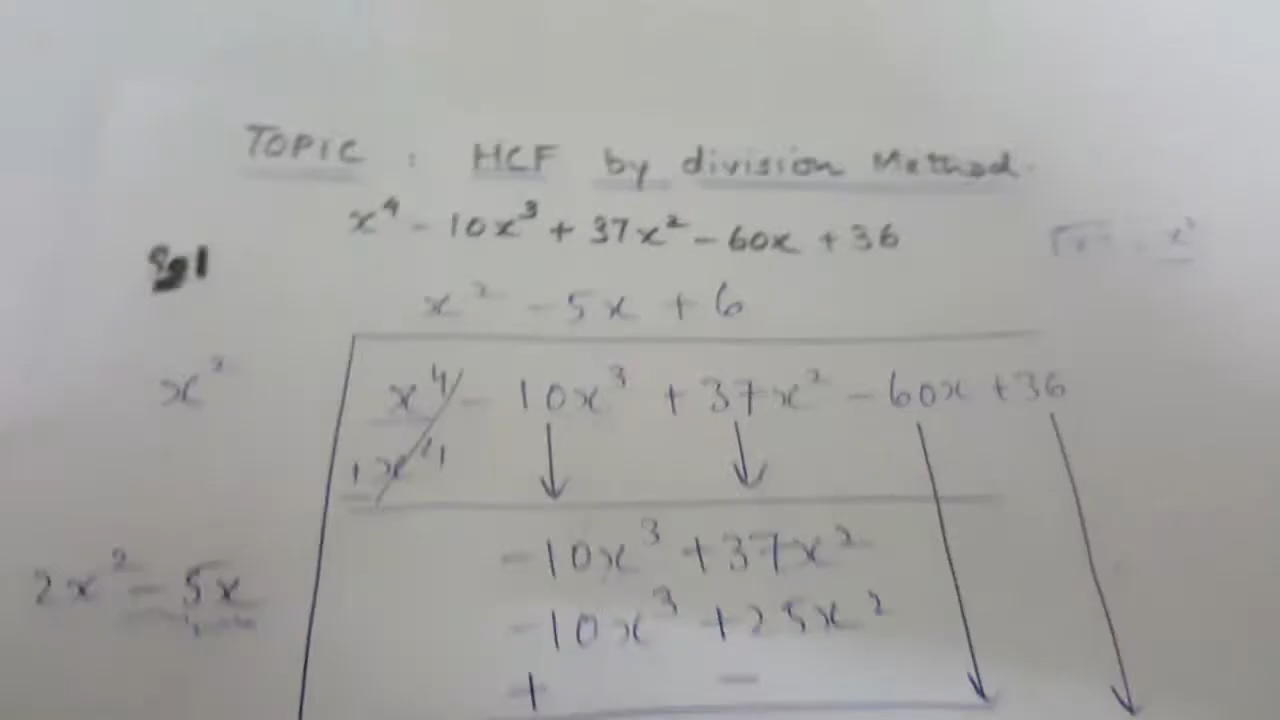 TOPIC : HCF by division Method.
x⁴ - 10x³ + 37x² - 60x + 36
x² - 5x + 6
x² x⁴ - 10x³ + 37x² - 60x + 36
x⁴
-10x³ + 37x²
2x² - 5x -10x³ + 25x²
+ -